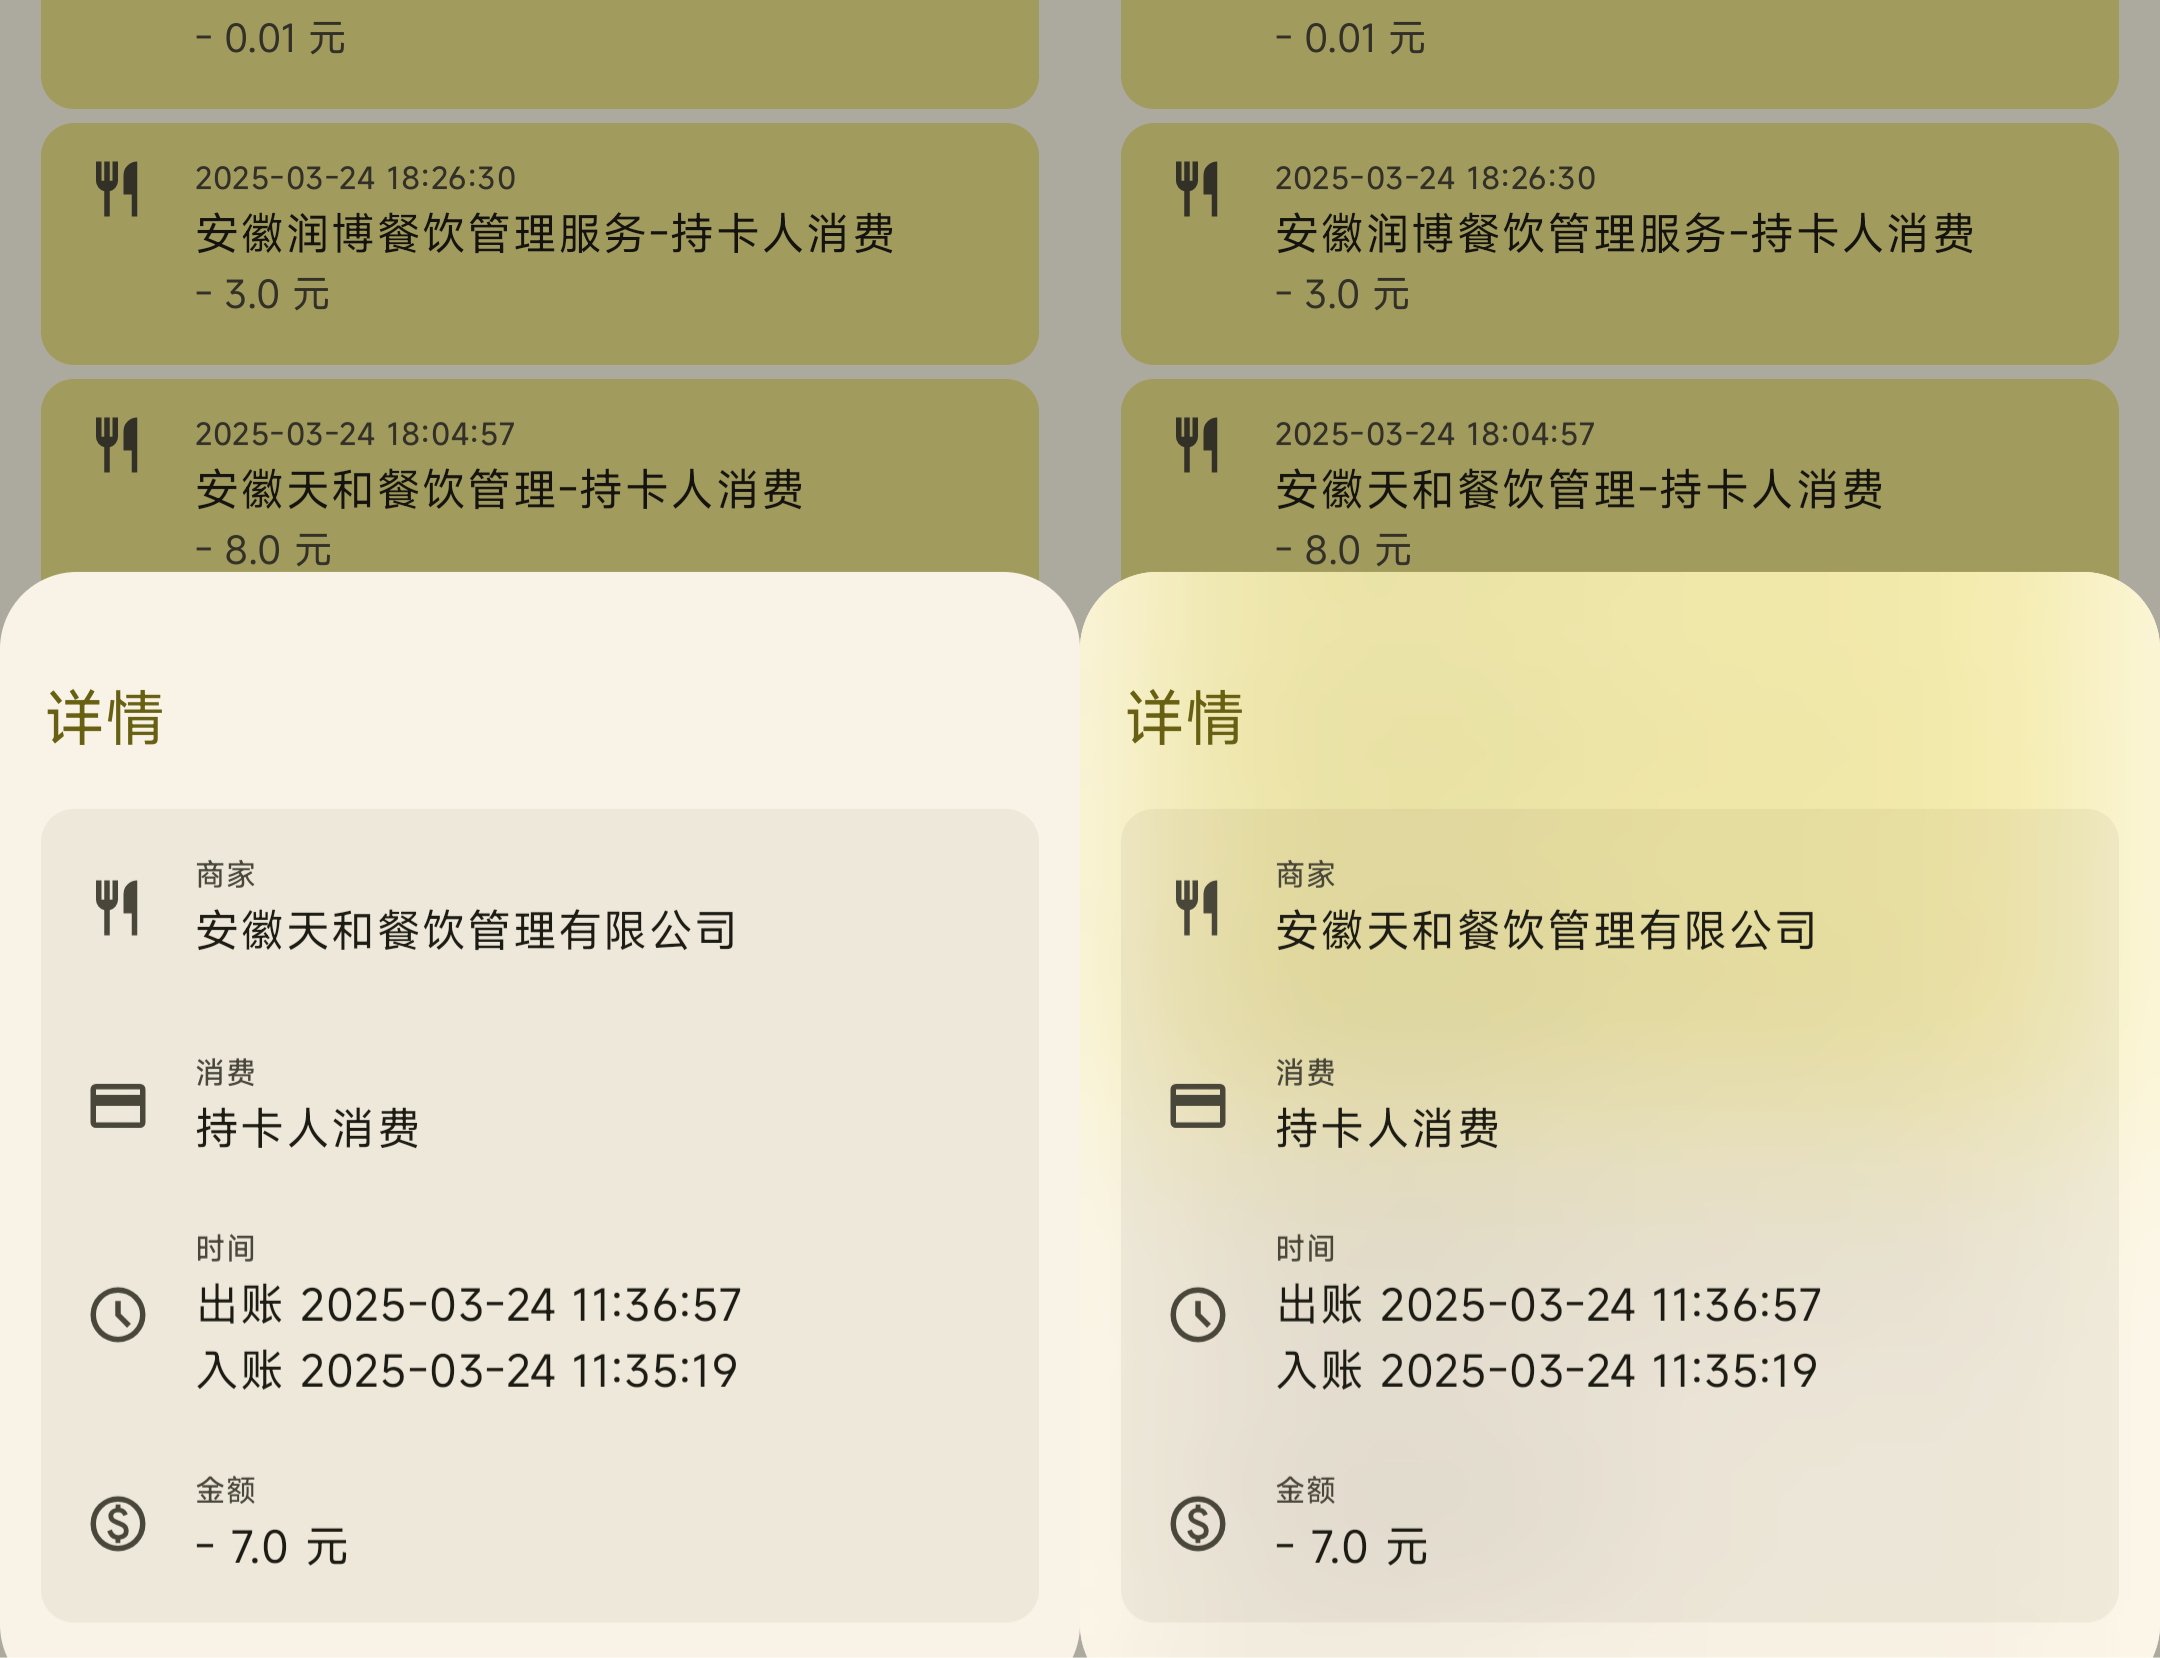 - 0.01 元
2025-03-24 18:26:30
安徽润博餐饮管理服务-持卡人消费
- 3.0 元
2025-03-24 18:04:57
安徽天和餐饮管理-持卡人消费
- 8.0 元
详情
商家
安徽天和餐饮管理有限公司
消费
持卡人消费
时间
出账 2025-03-24 11:36:57
入账 2025-03-24 11:35:19
金额
- 7.0 元
- 0.01 元
2025-03-24 18:26:30
安徽润博餐饮管理服务-持卡人消费
- 3.0 元
2025-03-24 18:04:57
安徽天和餐饮管理-持卡人消费
- 8.0 元
详情
商家
安徽天和餐饮管理有限公司
消费
持卡人消费
时间
出账 2025-03-24 11:36:57
入账 2025-03-24 11:35:19
金额
- 7.0 元